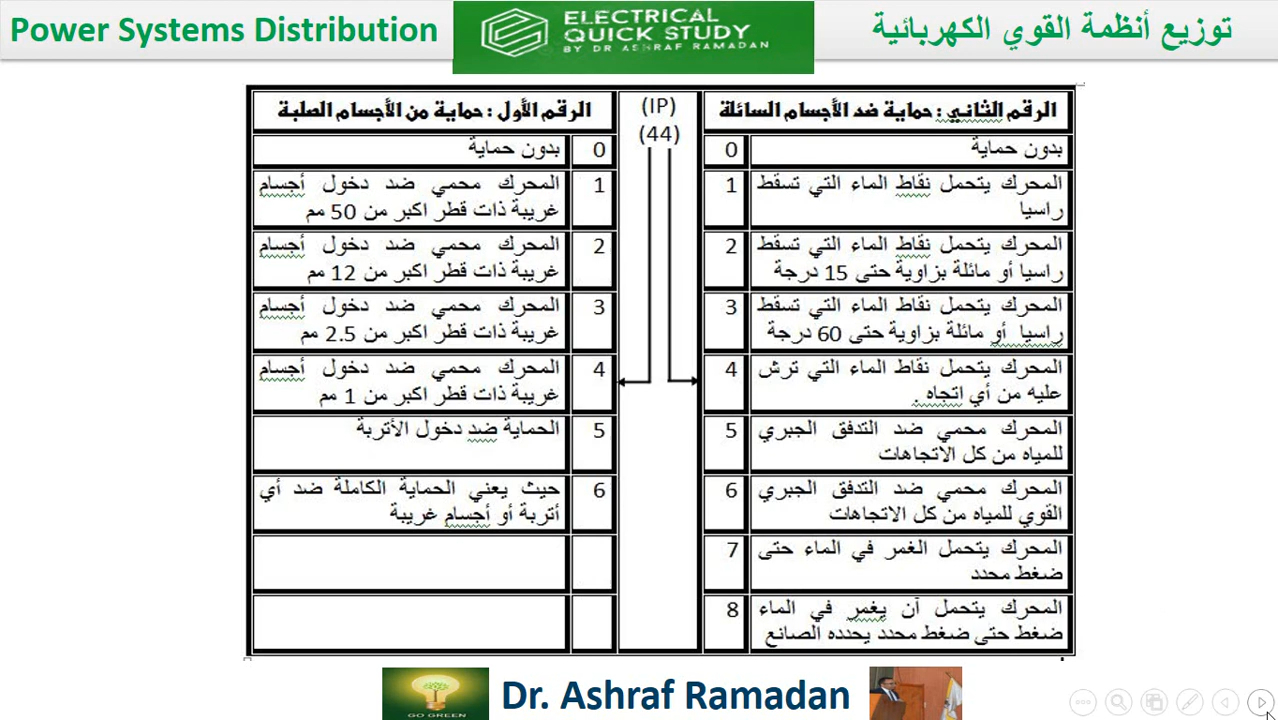 Power Systems Distribution
ELECTRICAL
QUICK STUDY
BY DR ASHRAF RAMADAN
توزيع أنظمة القوي الكهربائية
الرقم الثاني : حماية ضد الأجسام السائلة
(IP)
(44)
الرقم الأول : حماية من الأجسام الصلبة
بدون حماية
0
0
بدون حماية
المحرك يتحمل نقاط الماء التي تسقط
راسيا
1
1
المحرك محمي ضد دخول أجسام
غريبة ذات قطر اكبر من 50 مم
المحرك يتحمل نقاط الماء التي تسقط
راسيا أو مائلة بزاوية حتى 15 درجة
2
2
المحرك محمي ضد دخول أجسام
غريبة ذات قطر اكبر من 12 مم
المحرك يتحمل نقاط الماء التي تسقط
راسيا أو مائلة بزاوية حتى 60 درجة
3
3
المحرك محمي ضد دخول أجسام
غريبة ذات قطر اكبر من 2.5 مم
المحرك يتحمل نقاط الماء التي ترش
عليه من أي اتجاه .
4
4
المحرك محمي ضد دخول أجسام
غريبة ذات قطر اكبر من 1 مم
المحرك محمي ضد التدفق الجبري
للمياه من كل الاتجاهات
5
5
الحماية ضد دخول الأتربة
المحرك محمي ضد التدفق الجبري
القوي للمياه من كل الاتجاهات
6
6
حيث يعني الحماية الكاملة ضد أي
أتربة أو أجسام غريبة
المحرك يتحمل الغمر في الماء حتى
ضغط محدد
7
المحرك يتحمل آن يغمر في الماء
ضغط حتى ضغط محدد يحدده الصانع
8
GO GREEN
Dr. Ashraf Ramadan